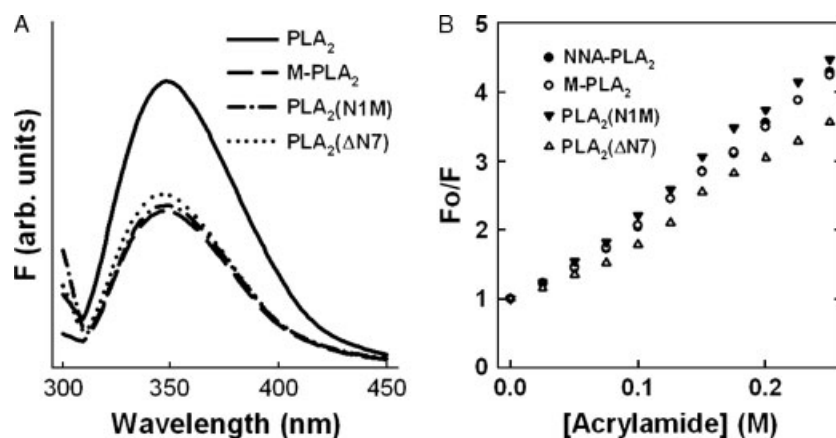 A
PLA₂
M-PLA₂
PLA₂(N1M)
PLA₂(ΔN7)
F (arb. units)
300 350 400 450
Wavelength (nm)
B
NNA-PLA₂
M-PLA₂
PLA₂(N1M)
PLA₂(ΔN7)
Fo/F
5
4
3
2
1
0
0.0 0.1 0.2
[Acrylamide] (M)